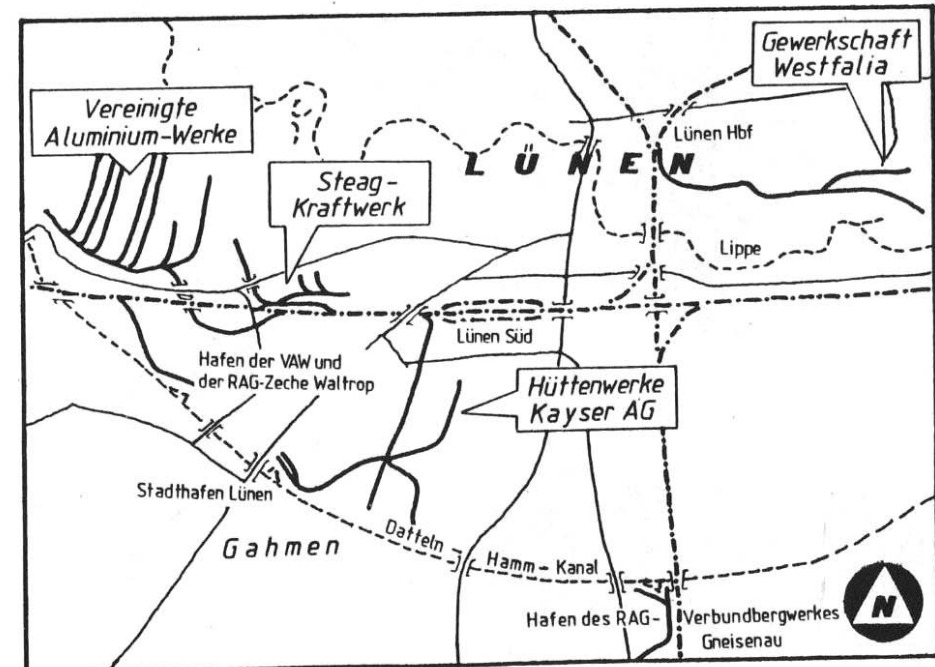 Gewerkschaft
Westfalia
Vereinigte
Aluminium-Werke
Lünen Hbf
LÜNEN
Steag-
Kraftwerk
Lippe
Lünen Süd
Hafen der VAW und
der RAG-Zeche Waltrop
Hüttenwerke
Kayser AG
Stadthafen Lünen
Gahmen
Datteln
Hamm-Kanal
Hafen des RAG-
Verbundbergwerkes
Gneisenau
N